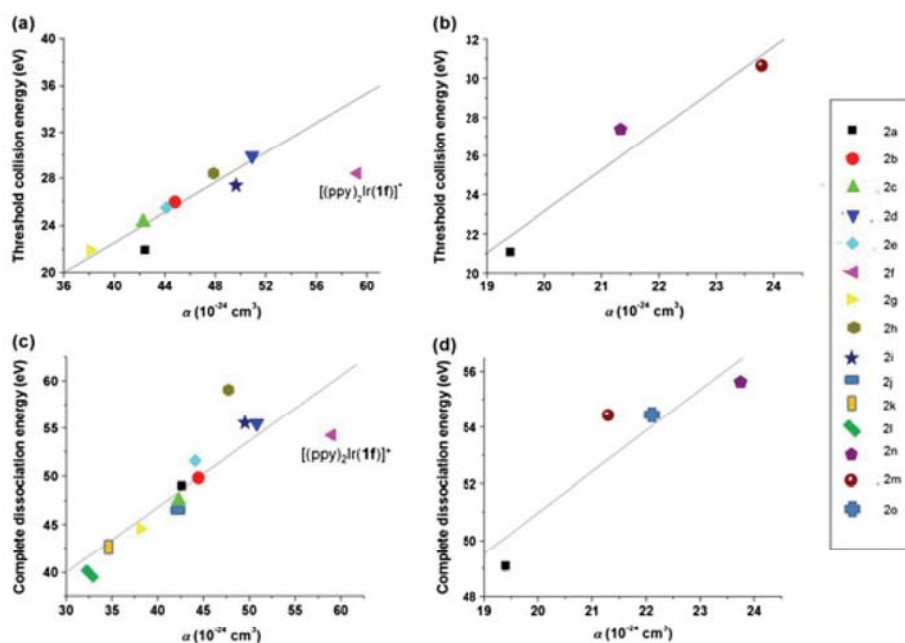 (a)
Threshold collision energy (eV)
40
36
32
28
24
20
36 40 44 48 52 56 60
α (10⁻²⁴ cm³)
[(ppy)₂Ir(1f)]⁺
(b)
Threshold collision energy (eV)
32
30
28
26
24
22
20
19 20 21 22 23 24
α (10⁻²⁴ cm³)
(c)
Complete dissociation energy (eV)
60
55
50
45
40
30 35 40 45 50 55 60
α (10⁻²⁴ cm³)
[(ppy)₂Ir(1f)]⁺
(d)
Complete dissociation energy (eV)
56
54
52
50
49
48
19 20 21 22 23 24
α (10⁻²⁴ cm³)
2a
2b
2c
2d
2e
2f
2g
2h
2i
2j
2k
2l
2n
2m
2o